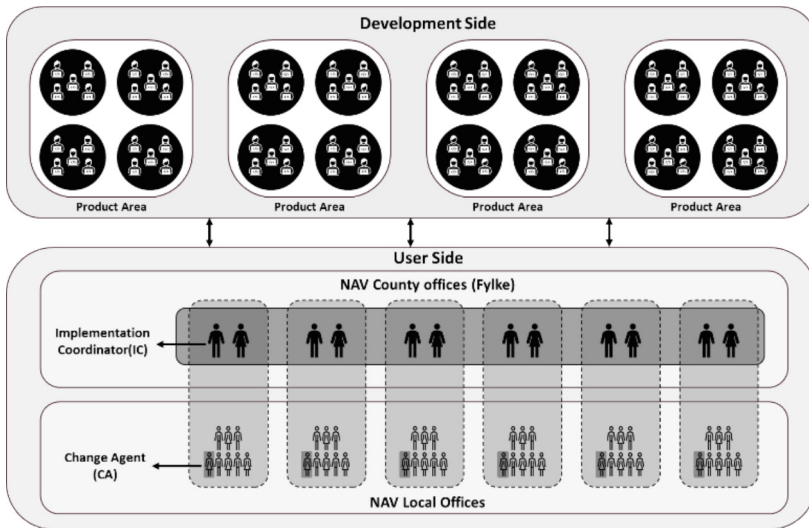 Development Side
Product Area
Product Area
Product Area
Product Area
User Side
NAV County offices (Fylke)
Implementation
Coordinator(IC)
Change Agent
(CA)
NAV Local Offices